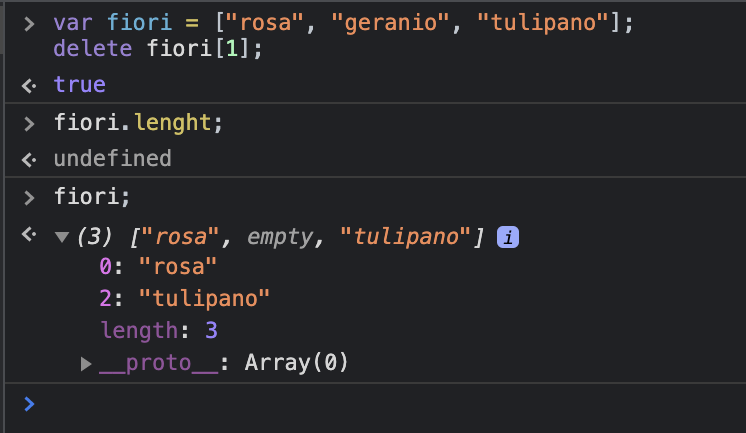 > var fiori = ["rosa", "geranio", "tulipano"];
delete fiori[1];
true
> fiori.lenght;
undefined
> fiori;
▼(3) ["rosa", empty, "tulipano"] i
0: "rosa"
2: "tulipano"
length: 3
▶__proto__: Array(0)
>